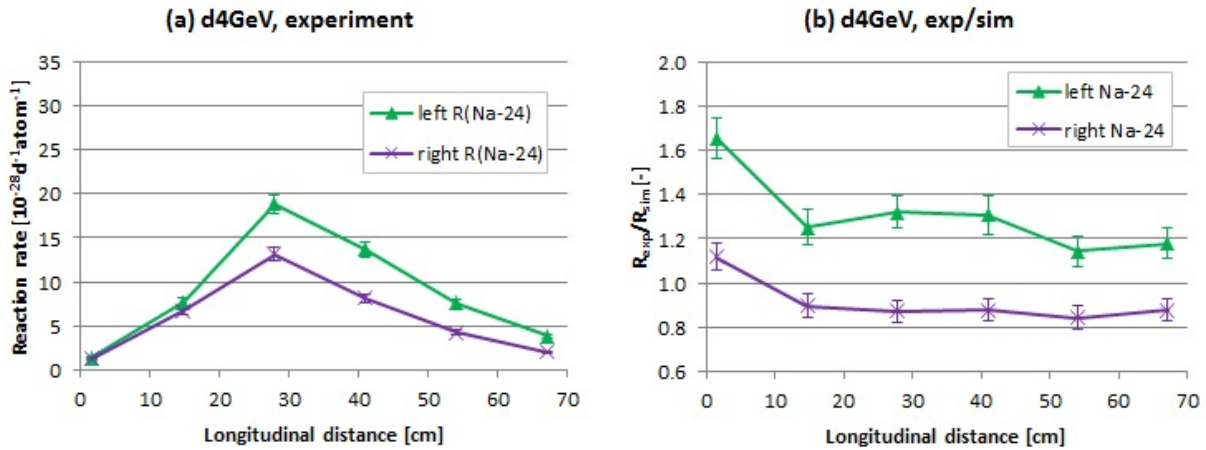 (a) d4GeV, experiment
Reaction rate [10⁻²⁸d⁻¹atom⁻¹]
35
30
25
20
15
10
5
0
left R(Na-24)
right R(Na-24)
0 10 20 30 40 50 60 70
Longitudinal distance [cm]
(b) d4GeV, exp/sim
R_exp/R_sim [-]
2.0
1.8
1.6
1.4
1.2
1.0
0.8
0.6
left Na-24
right Na-24
0 10 20 30 40 50 60 70
Longitudinal distance [cm]